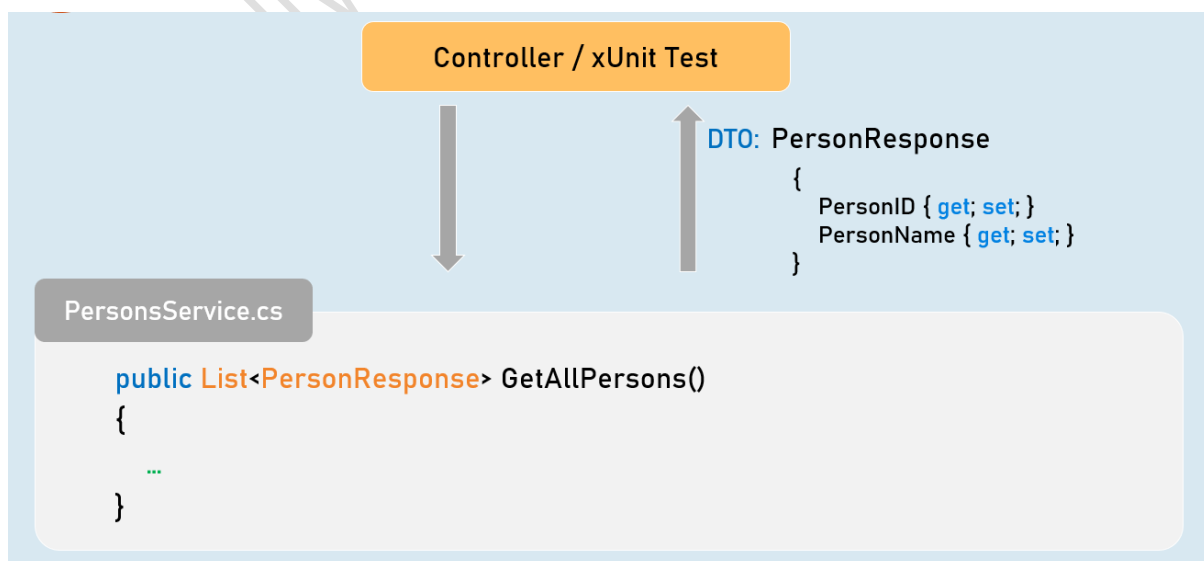 Controller / xUnit Test
DTO: PersonResponse
{
PersonID { get; set; }
PersonName { get; set; }
}
PersonsService.cs
public List<PersonResponse> GetAllPersons()
{
...
}